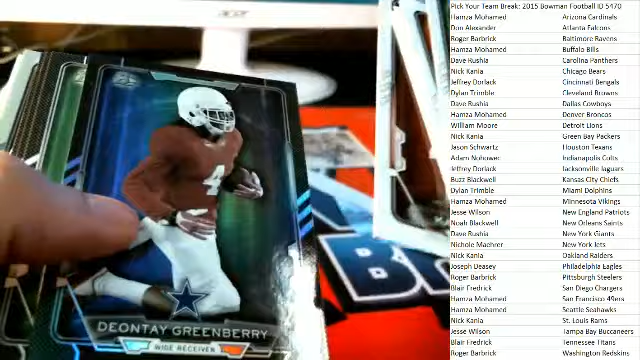 Pick Your Team Break: 2015 Bowman Football ID 5470
Hamza Mohamed Arizona Cardinals
Don Alexander Atlanta Falcons
Roger Barbrick Baltimore Ravens
Hamza Mohamed Buffalo Bills
Dave Rushia Carolina Panthers
Nick Kania Chicago Bears
Jeffrey Dorlack Cincinnati Bengals
Dylan Trimble Cleveland Browns
Dave Rushia Dallas Cowboys
Hamza Mohamed Denver Broncos
William Moore Detroit Lions
Nick Kania Green Bay Packers
Jason Schwartz Houston Texans
Adam Nohowec Indianapolis Colts
Jeffrey Dorlack Jacksonville Jaguars
Buzz Blackwell Kansas City Chiefs
Dylan Trimble Miami Dolphins
Hamza Mohamed Minnesota Vikings
Jesse Wilson New England Patriots
Noah Blackwell New Orleans Saints
Dave Rushia New York Giants
Nichole Maehrer New York Jets
Nick Kania Oakland Raiders
Joseph Deasey Philadelphia Eagles
Roger Barbrick Pittsburgh Steelers
Blair Fredrick San Diego Chargers
Hamza Mohamed San Francisco 49ers
Hamza Mohamed Seattle Seahawks
Nick Kania St. Louis Rams
Jesse Wilson Tampa Bay Buccaneers
Blair Fredrick Tennessee Titans
Roger Barbrick Washington Redskins
4
DEONTAY GREENBERRY
WIDE RECEIVER